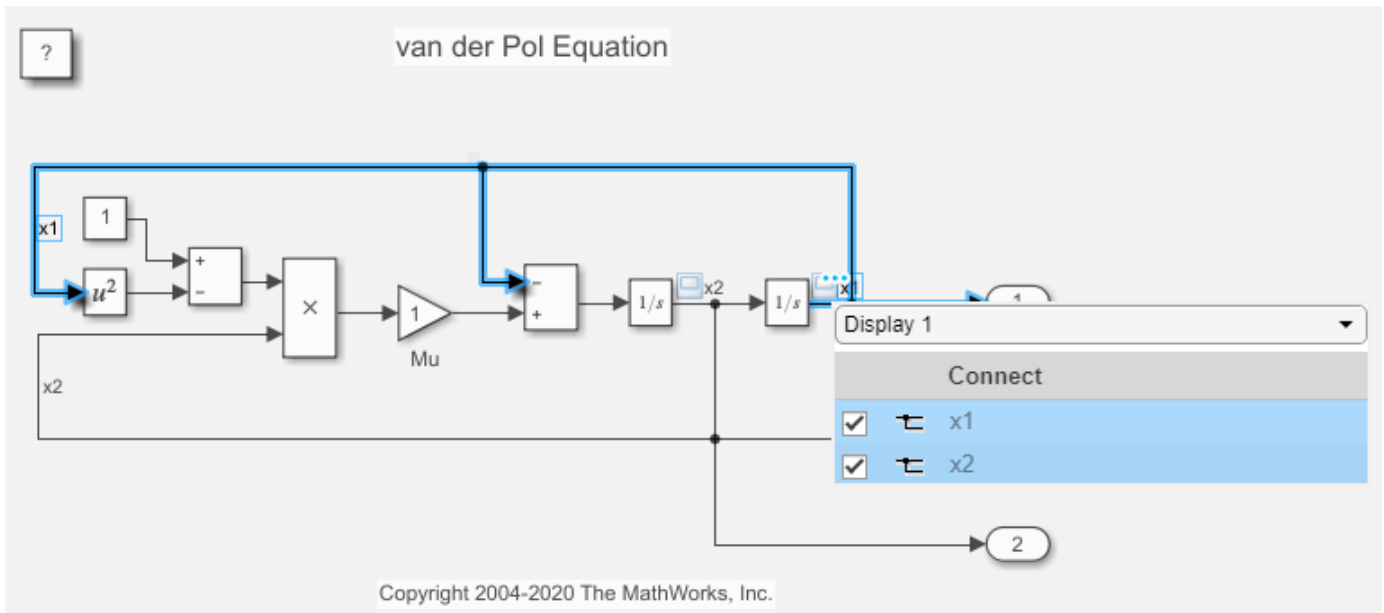 ?
van der Pol Equation
x1
1
+
−
u²
×
1
Mu
−
+
1/s
x2
1/s
x1
1
x2
Display 1
Connect
x1
x2
2
Copyright 2004-2020 The MathWorks, Inc.